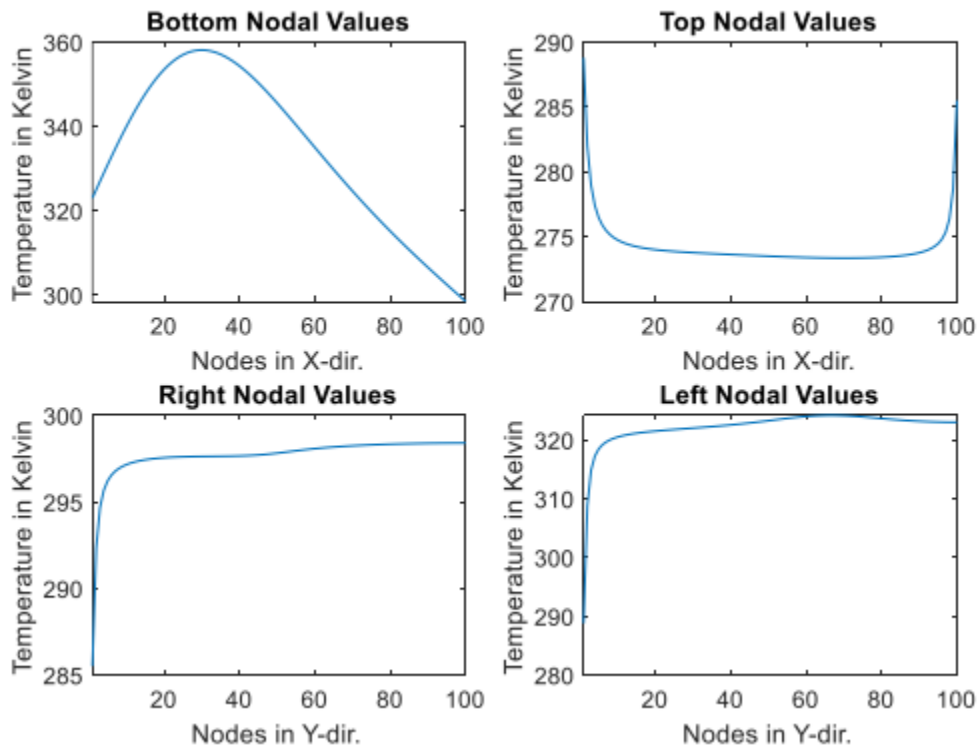 Bottom Nodal Values
360
340
320
300
Temperature in Kelvin
20 40 60 80 100
Nodes in X-dir.
Top Nodal Values
290
285
280
275
270
Temperature in Kelvin
20 40 60 80 100
Nodes in X-dir.
Right Nodal Values
300
295
290
285
Temperature in Kelvin
20 40 60 80 100
Nodes in Y-dir.
Left Nodal Values
320
310
300
290
280
Temperature in Kelvin
20 40 60 80 100
Nodes in Y-dir.